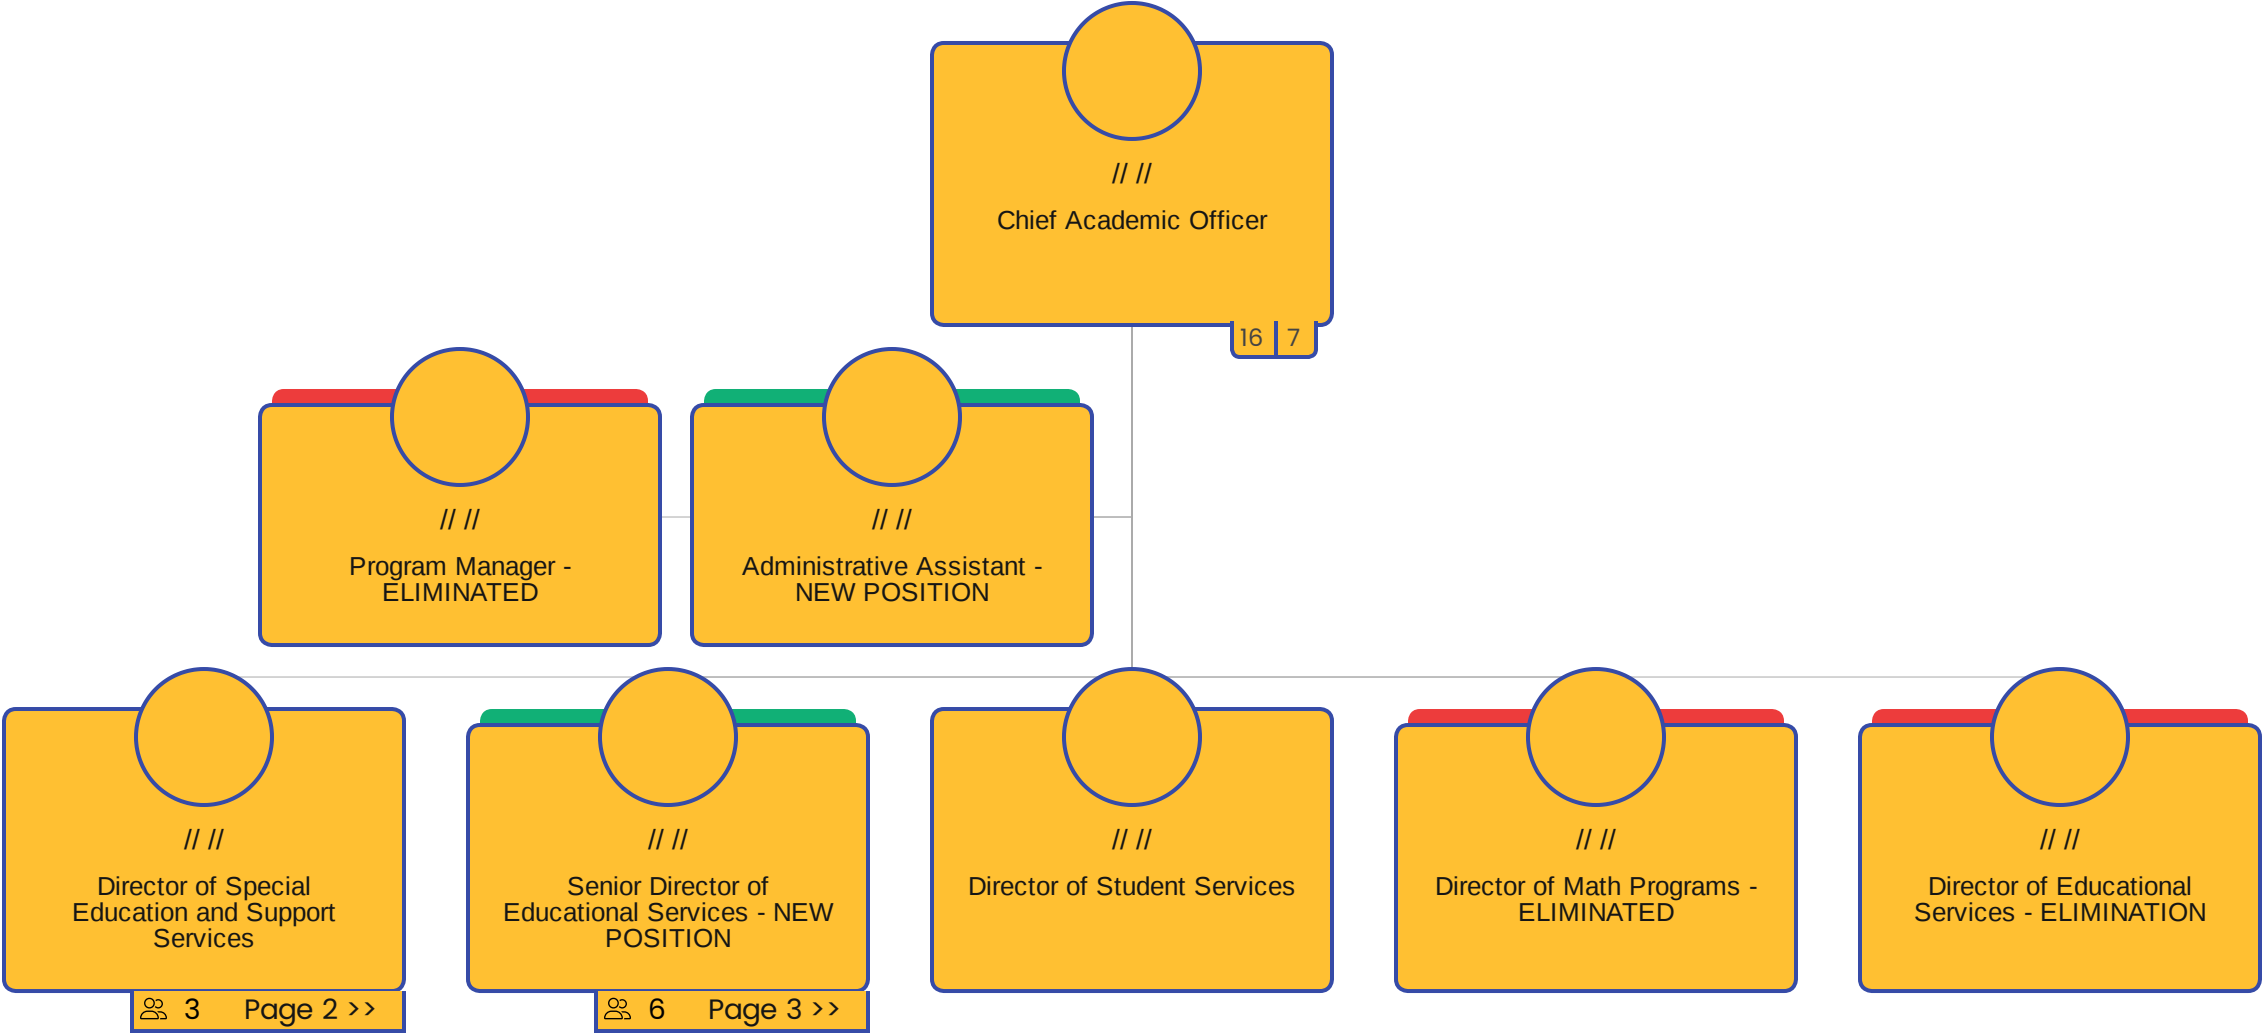 // //
Chief Academic Officer
16 7
// //
Program Manager -
ELIMINATED
// //
Administrative Assistant -
NEW POSITION
// //
Director of Special
Education and Support
Services
3 Page 2 >>
// //
Senior Director of
Educational Services - NEW
POSITION
6 Page 3 >>
// //
Director of Student Services
// //
Director of Math Programs -
ELIMINATED
// //
Director of Educational
Services - ELIMINATION